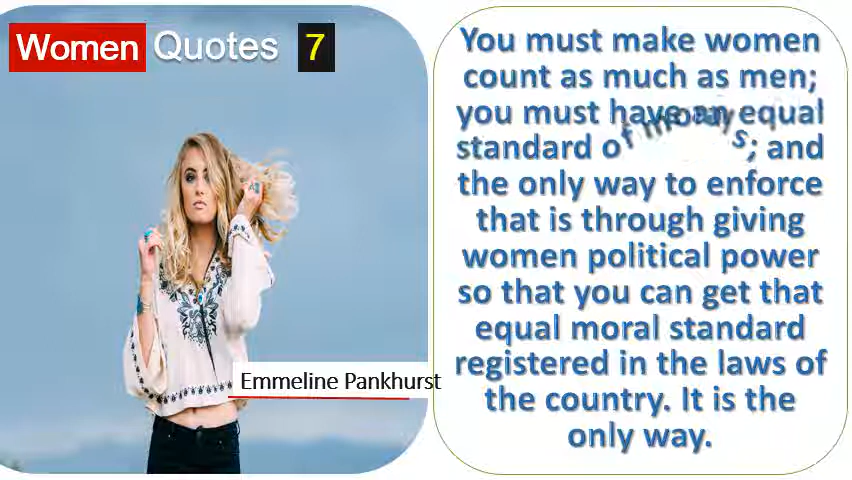 Women Quotes 7
Emmeline Pankhurst
You must make women
count as much as men;
you must have an equal
standard of morals; and
the only way to enforce
that is through giving
women political power
so that you can get that
equal moral standard
registered in the laws of
the country. It is the
only way.